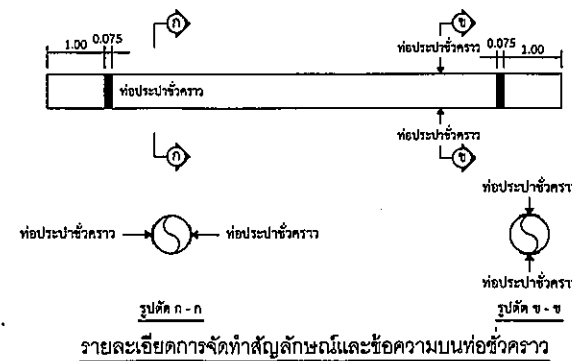 ก
ข
1.00 0.075
ท่อประปาชั่วคราว
0.075 1.00
ท่อประปาชั่วคราว
ท่อประปาชั่วคราว
ก
ข
ท่อประปาชั่วคราว
ท่อประปาชั่วคราว
ท่อประปาชั่วคราว
ท่อประปาชั่วคราว
รูปตัด ก - ก
รูปตัด ข - ข
รายละเอียดการจัดทำสัญลักษณ์และข้อความบนท่อชั่วคราว